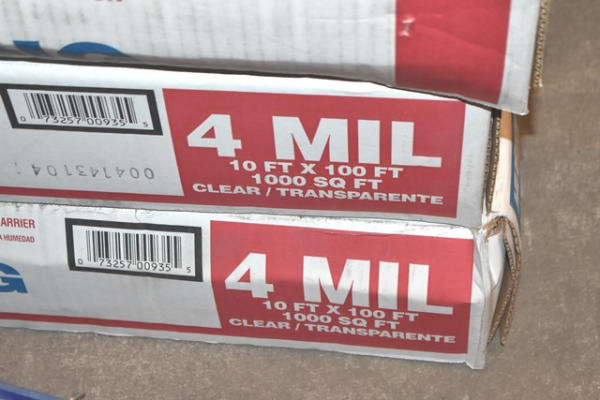 0 73257 00935 5
4 MIL
10 FT X 100 FT
1000 SQ FT
CLEAR / TRANSPARENTE
004143104
ARRIER
A HUMEDAD
G
0 73257 00935 5
4 MIL
10 FT X 100 FT
1000 SQ FT
CLEAR / TRANSPARENTE